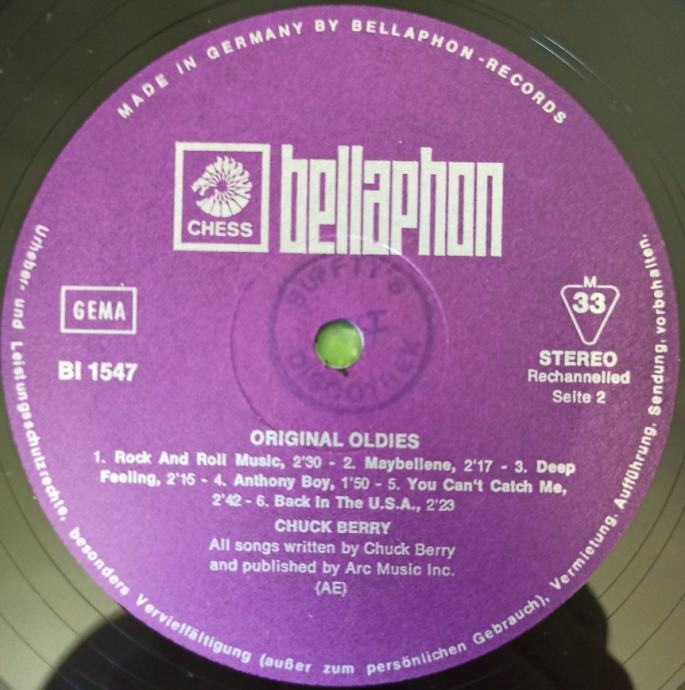 MADE IN GERMANY BY BELLAPHON-RECORDS
CHESS
bellaphon
GEMA
BI 1547
M
33
STEREO
Rechannelled
Seite 2
ORIGINAL OLDIES
1. Rock And Roll Music, 2'30 - 2. Maybellene, 2'17 - 3. Deep
Feeling, 2'15 - 4. Anthony Boy, 1'50 - 5. You Can't Catch Me,
2'42 - 6. Back In The U.S.A., 2'23
CHUCK BERRY
All songs written by Chuck Berry
and published by Arc Music Inc.
(AE)
Urheber- und Leistungsschutzrechte, besonders Vervielfältigung (außer zum persönlichen Gebrauch), Vermietung, Aufführung, Sendung, vorbehalten.